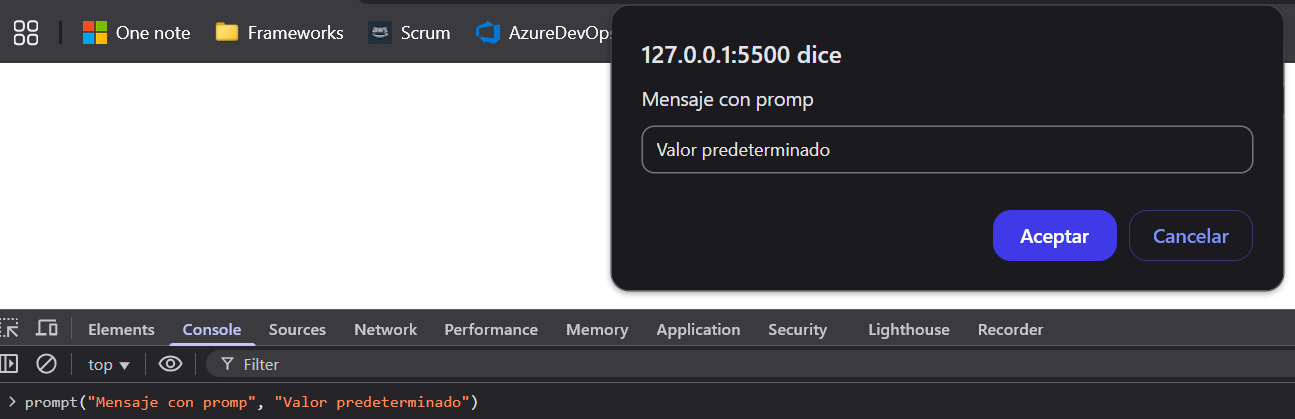 One note Frameworks Scrum AzureDevOps
127.0.0.1:5500 dice
Mensaje con promp
Valor predeterminado
Aceptar Cancelar
Elements Console Sources Network Performance Memory Application Security Lighthouse Recorder
top ▼ Filter
> prompt("Mensaje con promp", "Valor predeterminado")